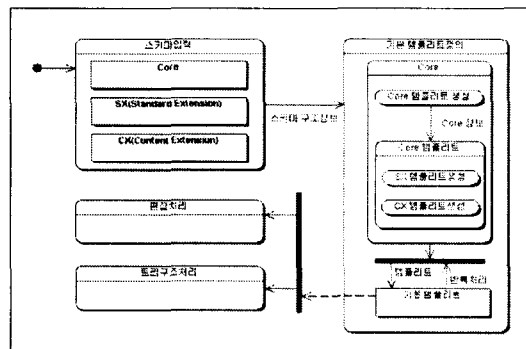 스키마입력
Core
SX(Standard Extension)
CX(Content Extension)
스키마 구조정보
기본 템플리트정의
Core
Core 템플리트 생성
Core 정보
Core 템플리트
SX 템플리트생성
CX 템플리트생성
템플리트
반복처리
기본템플리트
편집처리
트리구조처리